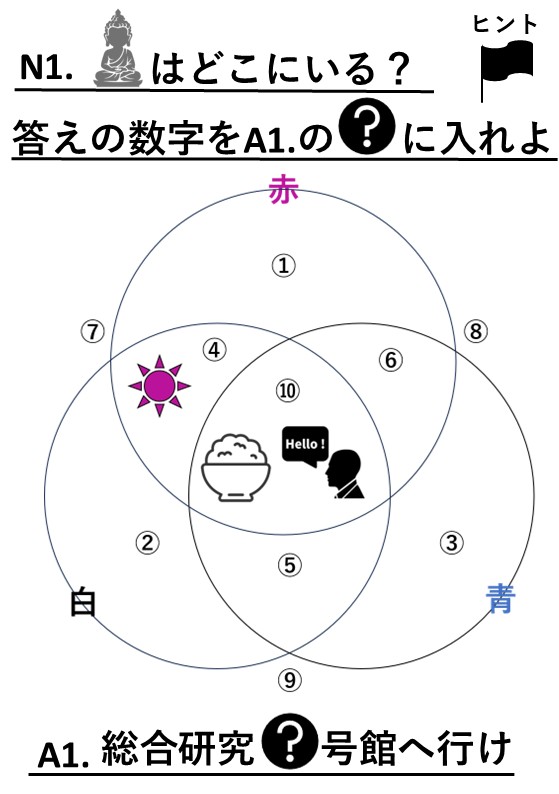 ヒント
N1. はどこにいる？
答えの数字をA1.の?に入れよ
赤
①
⑦ ⑧
④ ⑥
⑩
Hello !
② ③
⑤
白 青
⑨
A1. 総合研究?号館へ行け